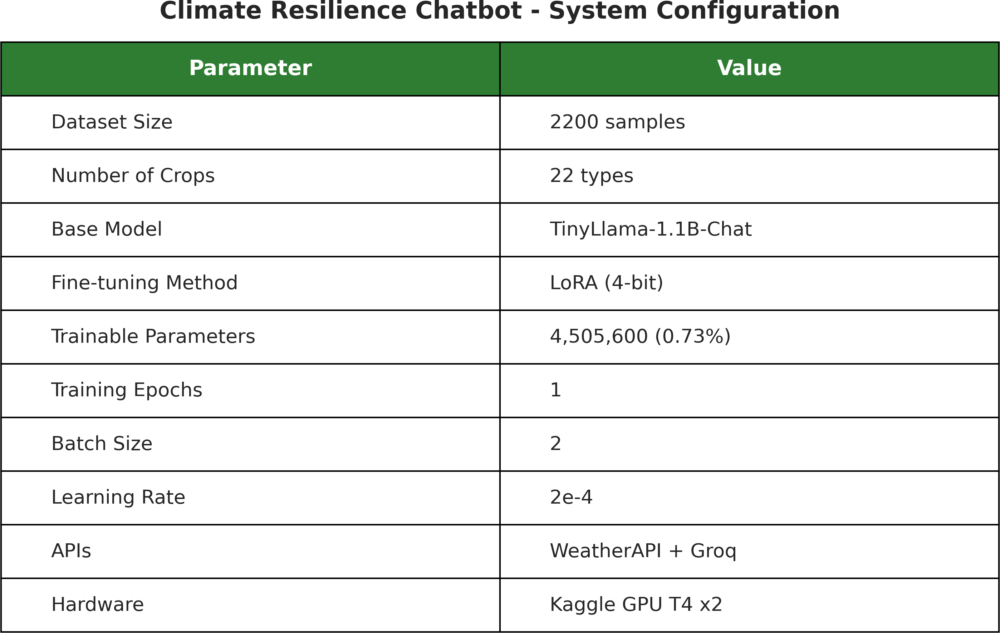 Climate Resilience Chatbot - System Configuration
Parameter Value
Dataset Size 2200 samples
Number of Crops 22 types
Base Model TinyLlama-1.1B-Chat
Fine-tuning Method LoRA (4-bit)
Trainable Parameters 4,505,600 (0.73%)
Training Epochs 1
Batch Size 2
Learning Rate 2e-4
APIs WeatherAPI + Groq
Hardware Kaggle GPU T4 x2